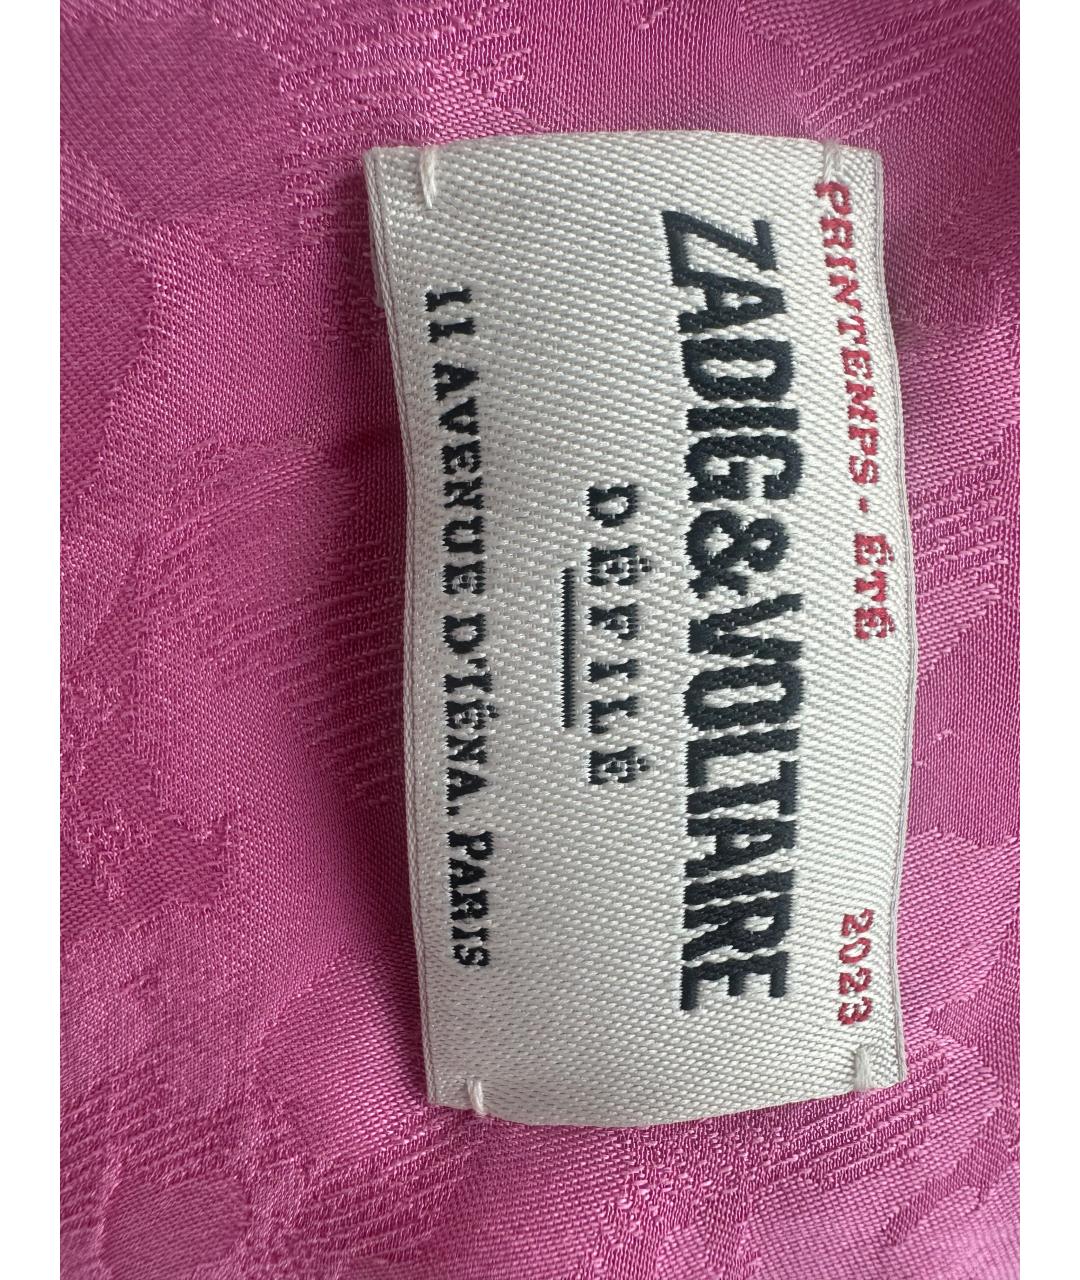 PRINTEMPS - ÉTÉ 2023
ZADIG&VOLTAIRE
DÉFILÉ
11 AVENUE D'IÉNA. PARIS